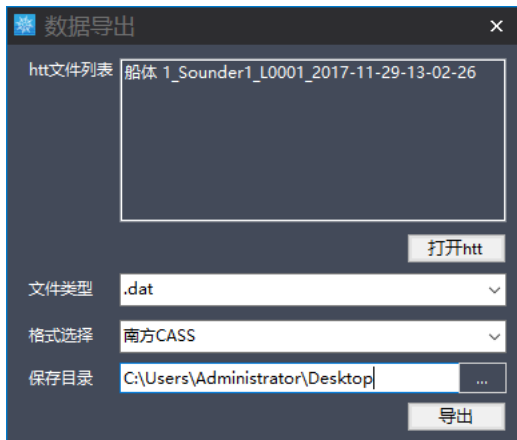 数据导出
htt文件列表
船体 1_Sounder1_L0001_2017-11-29-13-02-26
打开htt
文件类型 .dat
格式选择 南方CASS
保存目录 C:\Users\Administrator\Desktop ...
导出